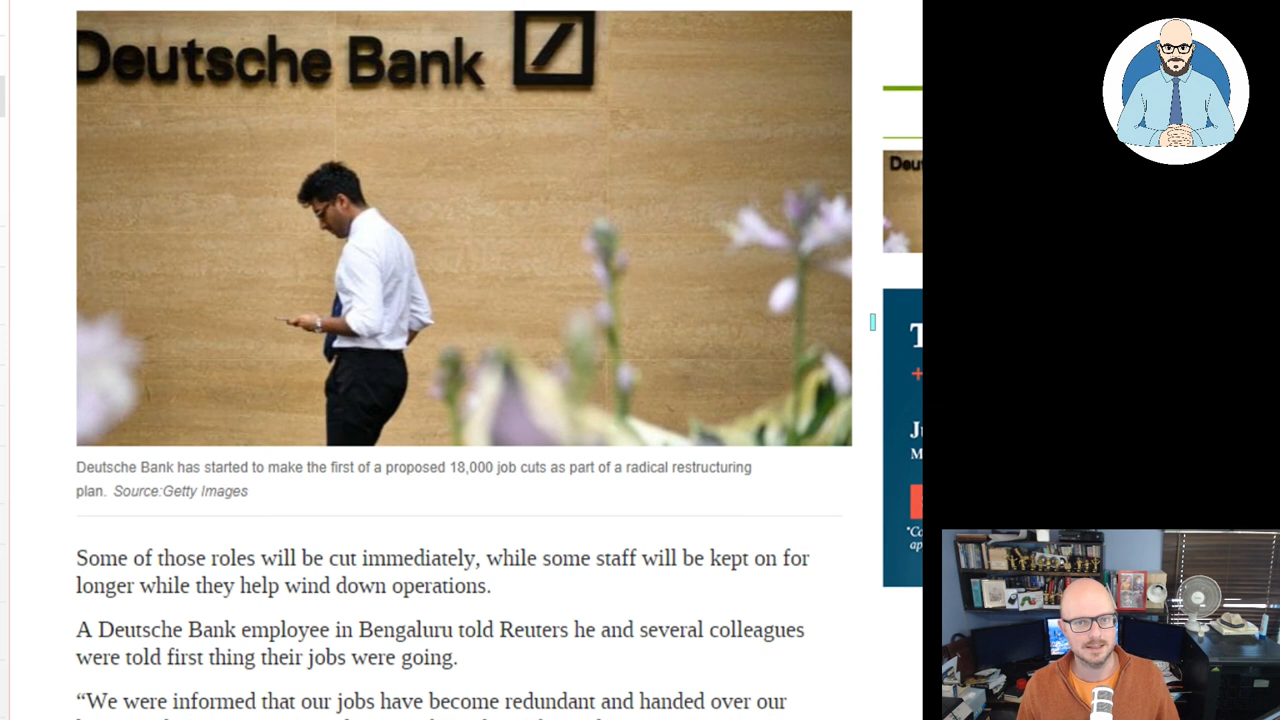 Deutsche Bank
Deutsche Bank has started to make the first of a proposed 18,000 job cuts as part of a radical restructuring
plan. Source:Getty Images
Some of those roles will be cut immediately, while some staff will be kept on for
longer while they help wind down operations.
A Deutsche Bank employee in Bengaluru told Reuters he and several colleagues
were told first thing their jobs were going.
“We were informed that our jobs have become redundant and handed over our